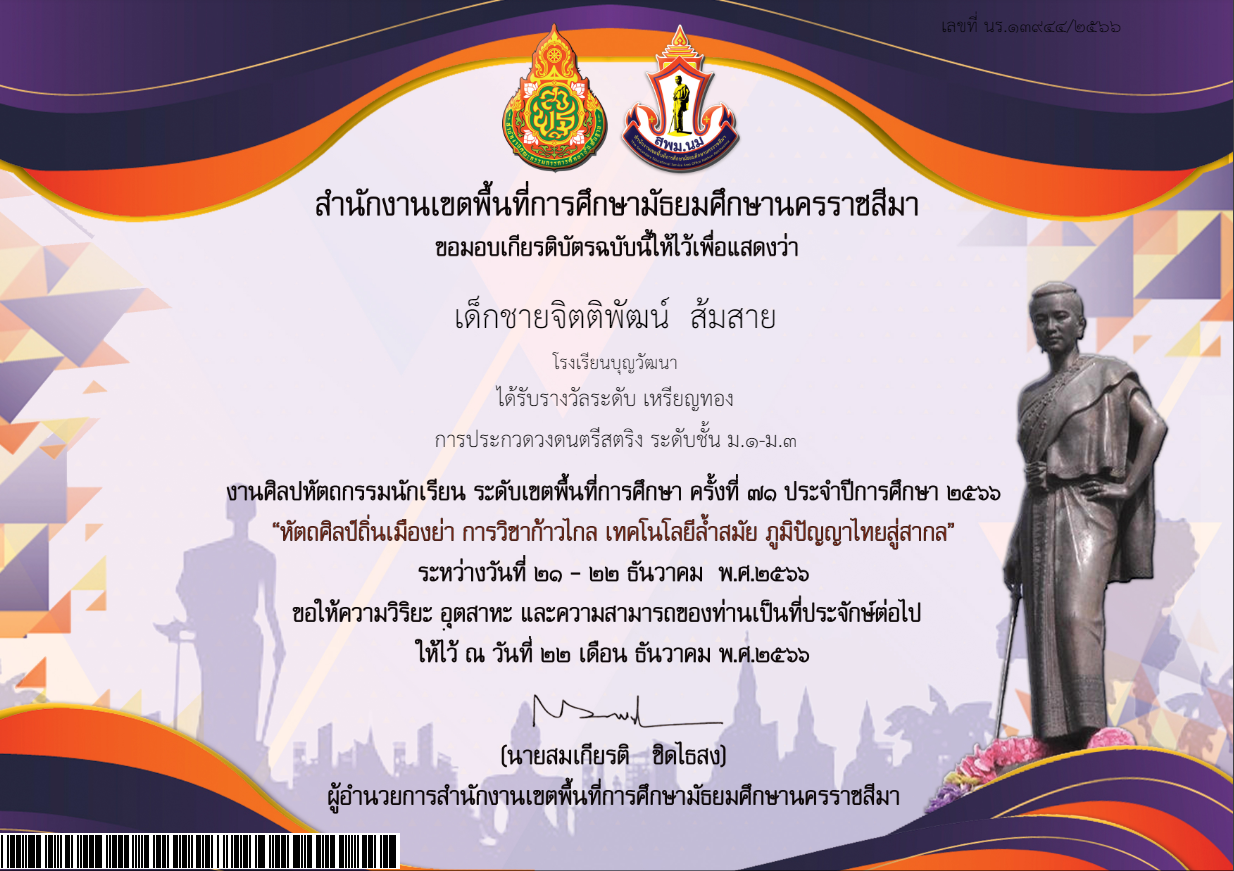 เลขที่ นร.๑๓๙๔๔/๒๕๖๖
สพม.นม
สำนักงานเขตพื้นที่การศึกษามัธยมศึกษานครราชสีมา
ขอมอบเกียรติบัตรฉบับนี้ให้ไว้เพื่อแสดงว่า
เด็กชายจิตติพัฒน์ ส้มสาย
โรงเรียนบุญวัฒนา
ได้รับรางวัลระดับ เหรียญทอง
การประกวดวงดนตรีสตริง ระดับชั้น ม.๑-ม.๓
งานศิลปหัตถกรรมนักเรียน ระดับเขตพื้นที่การศึกษา ครั้งที่ ๗๑ ประจำปีการศึกษา ๒๕๖๖
“หัตถศิลป์ถิ่นเมืองย่า การวิชาก้าวไกล เทคโนโลยีล้ำสมัย ภูมิปัญญาไทยสู่สากล”
ระหว่างวันที่ ๒๑ - ๒๒ ธันวาคม พ.ศ.๒๕๖๖
ขอให้ความวิริยะ อุตสาหะ และความสามารถของท่านเป็นที่ประจักษ์ต่อไป
ให้ไว้ ณ วันที่ ๒๒ เดือน ธันวาคม พ.ศ.๒๕๖๖
(นายสมเกียรติ ชิดไธสง)
ผู้อำนวยการสำนักงานเขตพื้นที่การศึกษามัธยมศึกษานครราชสีมา